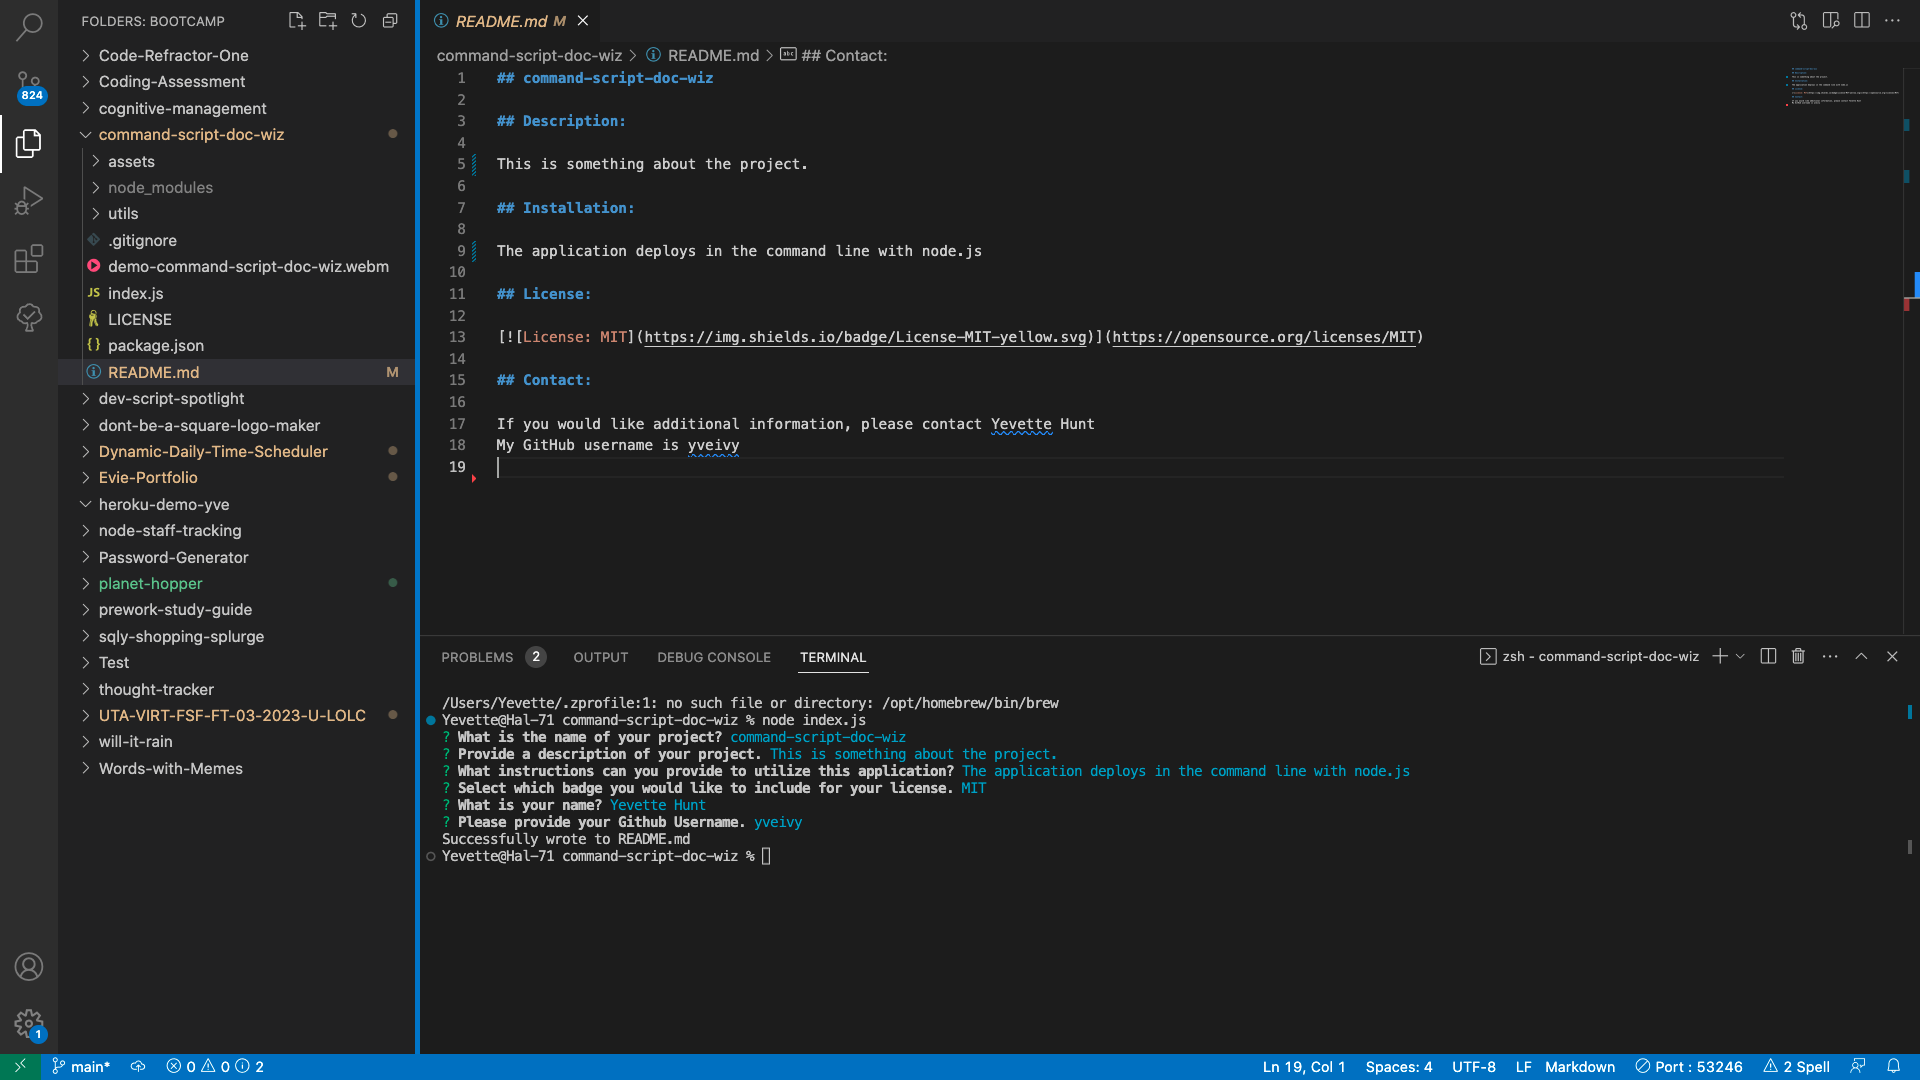 FOLDERS: BOOTCAMP
824
Code-Refractor-One
Coding-Assessment
cognitive-management
command-script-doc-wiz
assets
node_modules
utils
.gitignore
demo-command-script-doc-wiz.webm
JS index.js
LICENSE
{} package.json
README.md M
dev-script-spotlight
dont-be-a-square-logo-maker
Dynamic-Daily-Time-Scheduler
Evie-Portfolio
heroku-demo-yve
node-staff-tracking
Password-Generator
planet-hopper
prework-study-guide
sqly-shopping-splurge
Test
thought-tracker
UTA-VIRT-FSF-FT-03-2023-U-LOLC
will-it-rain
Words-with-Memes
1
README.md M
command-script-doc-wiz > README.md > ## Contact:
1 ## command-script-doc-wiz
2
3 ## Description:
4
5 This is something about the project.
6
7 ## Installation:
8
9 The application deploys in the command line with node.js
10
11 ## License:
12
13 [![License: MIT](https://img.shields.io/badge/License-MIT-yellow.svg)](https://opensource.org/licenses/MIT)
14
15 ## Contact:
16
17 If you would like additional information, please contact Yevette Hunt
18 My GitHub username is yveivy
19
PROBLEMS 2 OUTPUT DEBUG CONSOLE TERMINAL zsh - command-script-doc-wiz
/Users/Yevette/.zprofile:1: no such file or directory: /opt/homebrew/bin/brew
Yevette@Hal-71 command-script-doc-wiz % node index.js
? What is the name of your project? command-script-doc-wiz
? Provide a description of your project. This is something about the project.
? What instructions can you provide to utilize this application? The application deploys in the command line with node.js
? Select which badge you would like to include for your license. MIT
? What is your name? Yevette Hunt
? Please provide your Github Username. yveivy
Successfully wrote to README.md
Yevette@Hal-71 command-script-doc-wiz %
main* 0 0 2 Ln 19, Col 1 Spaces: 4 UTF-8 LF Markdown Port : 53246 2 Spell